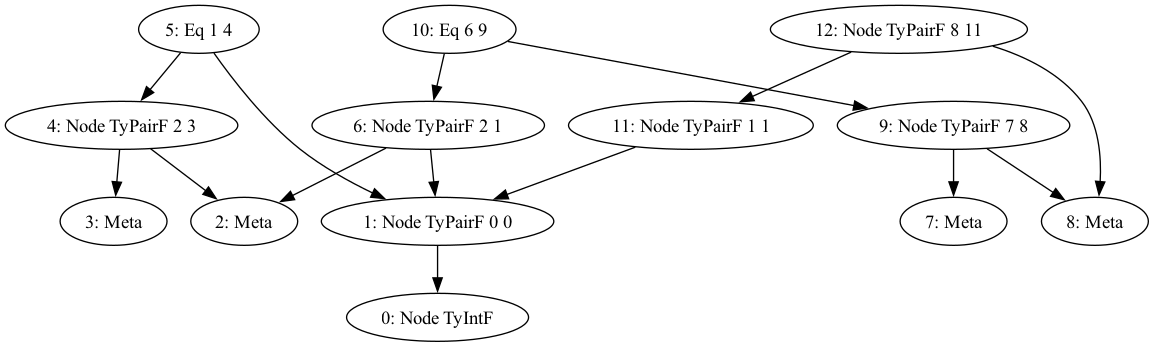 5: Eq 1 4
10: Eq 6 9
12: Node TyPairF 8 11
4: Node TyPairF 2 3
6: Node TyPairF 2 1
11: Node TyPairF 1 1
9: Node TyPairF 7 8
3: Meta
2: Meta
1: Node TyPairF 0 0
7: Meta
8: Meta
0: Node TyIntF